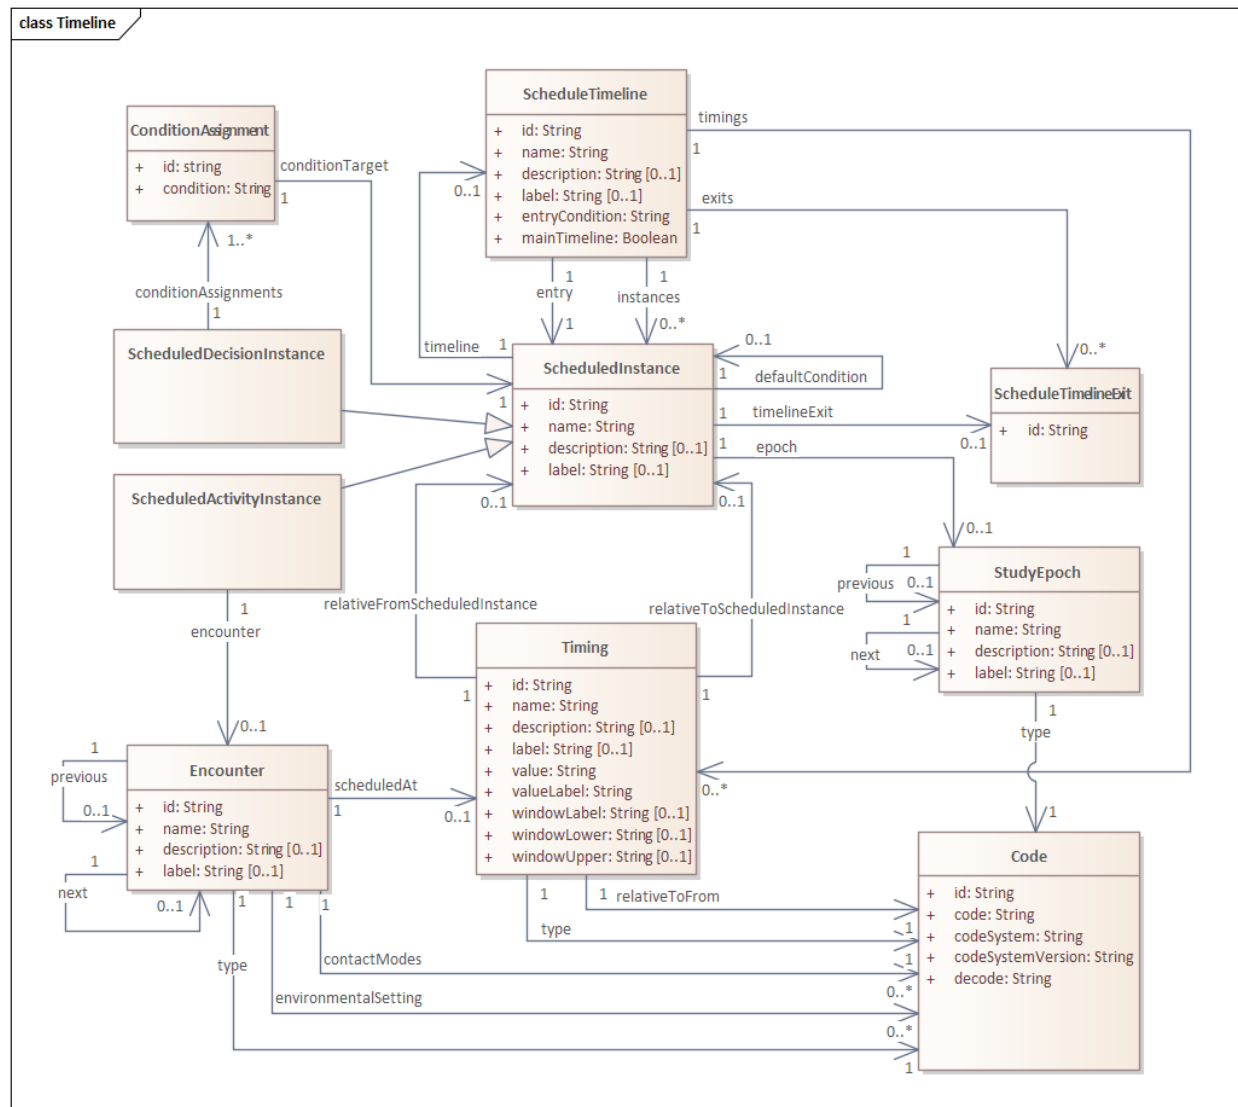 class Timeline
ScheduleTimeline
+ id: String
+ name: String
+ description: String [0..1]
+ label: String [0..1]
+ entryCondition: String
+ mainTimeline: Boolean
timings
1
exits
1
ConditionAssignment
+ id: string
+ condition: String
conditionTarget
1
0..1
1..*
conditionAssignments
1
1
entry
1
1
instances
0..*
ScheduledDecisionInstance
timeline
1
ScheduledInstance
+ id: String
+ name: String
+ description: String [0..1]
+ label: String [0..1]
1
0..1
1
defaultCondition
1
timelineExit
0..1
1
epoch
0..1
0..*
ScheduleTimelineExit
+ id: String
ScheduledActivityInstance
0..1
0..1
relativeFromScheduledInstance
relativeToScheduledInstance
1
encounter
0..1
StudyEpoch
+ id: String
+ name: String
+ description: String [0..1]
+ label: String [0..1]
1
previous
0..1
1
next
0..1
1
type
1
Timing
+ id: String
+ name: String
+ description: String [0..1]
+ label: String [0..1]
+ value: String
+ valueLabel: String
+ windowLabel: String [0..1]
+ windowLower: String [0..1]
+ windowUpper: String [0..1]
1
1
0..*
Encounter
+ id: String
+ name: String
+ description: String [0..1]
+ label: String [0..1]
1
previous
0..1
1
next
0..1
scheduledAt
1
0..1
1
1
relativeToFrom
1
type
1
1
1
1
contactModes
0..*
environmentalSetting
0..*
type
1
Code
+ id: String
+ code: String
+ codeSystem: String
+ codeSystemVersion: String
+ decode: String